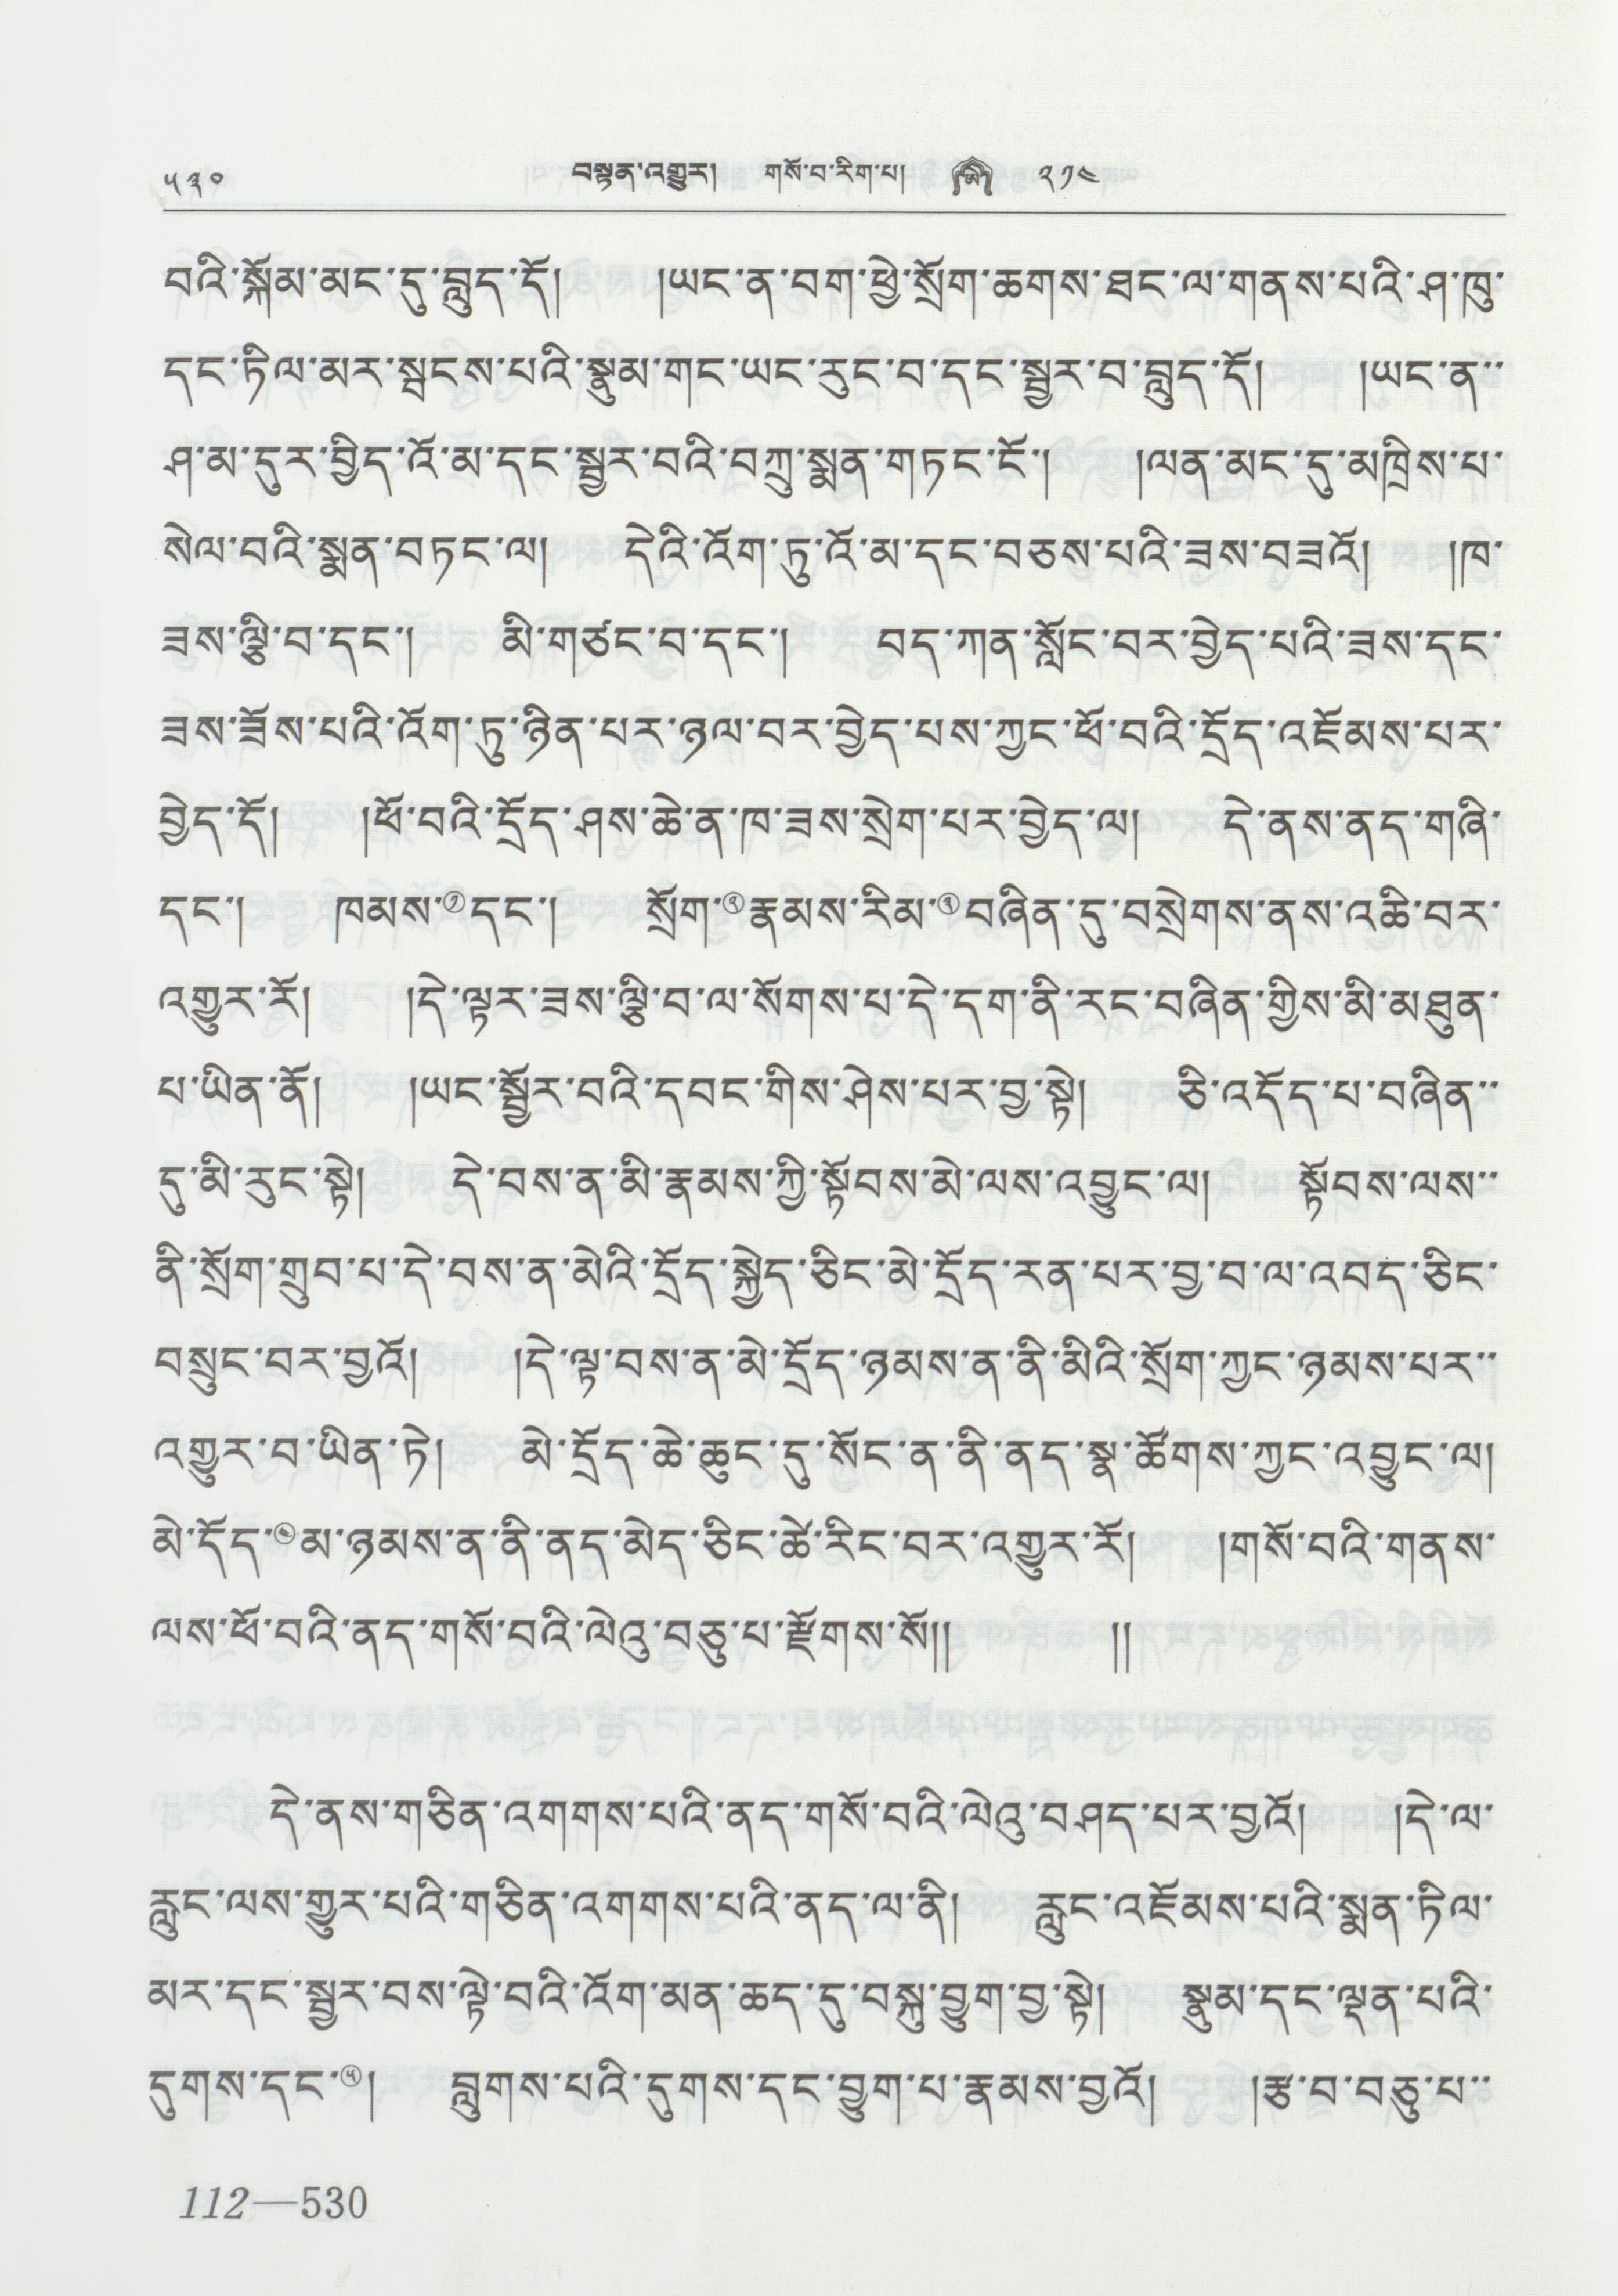 ༥༣༠ བསྟན་འགྱུར། གསོ་བ་རིག་པ། ༢༡༤
བའི་སྐོམ་མང་དུ་བླུད་དོ། །ཡང་ན་བག་ཕྱེ་སྲོག་ཆགས་ཐང་ལ་གནས་པའི་ཤ་ཁུ་
དང་ཏིལ་མར་སྤངས་པའི་སྣུམ་གང་ཡང་རུང་བ་དང་སྦྱར་བ་བླུད་དོ། །ཡང་ན་་
ཤ་མ་དུར་བྱིད་འོ་མ་དང་སྦྱར་བའི་བཀྲུ་སྨན་གཏང་ངོ་། །ལན་མང་དུ་མཁྲིས་པ་
སེལ་བའི་སྨན་བཏང་ལ། དེའི་འོག་ཏུ་འོ་མ་དང་བཅས་པའི་ཟས་བཟའོ། །ཁ་
ཟས་ལྕི་བ་དང་། མི་གཙང་བ་དང་། བད་ཀན་སློང་བར་བྱེད་པའི་ཟས་དང་
ཟས་ཟོས་པའི་འོག་ཏུ་ཉིན་པར་ཉལ་བར་བྱེད་པས་ཀྱང་ཕོ་བའི་དྲོད་འཇོམས་པར་
བྱེད་དོ། །ཕོ་བའི་དྲོད་ཤས་ཆེ་ན་ཁ་ཟས་སྲེག་པར་བྱེད་ལ། དེ་ནས་ནད་གཞི་
དང་། ཁམས་༡དང་། སྲོག་༢རྣམས་རིམ་༣བཞིན་དུ་བསྲེགས་ནས་འཆི་བར་
འགྱུར་རོ། །དེ་ལྟར་ཟས་ལྕི་བ་ལ་སོགས་པ་དེ་དག་ནི་རང་བཞིན་གྱིས་མི་མཐུན་
པ་ཡིན་ནོ། །ཡང་སྦྱོར་བའི་དབང་གིས་ཤེས་པར་བྱ་སྟེ། ཅི་འདོད་པ་བཞིན་་
དུ་མི་རུང་སྟེ། དེ་བས་ན་མི་རྣམས་ཀྱི་སྟོབས་མེ་ལས་འབྱུང་ལ། སྟོབས་ལས་་
ནི་སྲོག་གྲུབ་པ་དེ་བས་ན་མེའི་དྲོད་སྐྱེད་ཅིང་མེ་དྲོད་རན་པར་བྱ་བ་ལ་འབད་ཅིང་
བསྲུང་བར་བྱའོ། །དེ་ལྟ་བས་ན་མེ་དྲོད་ཉམས་ན་ནི་མིའི་སྲོག་ཀྱང་ཉམས་པར་་
འགྱུར་བ་ཡིན་ཏེ། མེ་དྲོད་ཆེ་ཆུང་དུ་སོང་ན་ནི་ནད་སྣ་ཚོགས་ཀྱང་འབྱུང་ལ།
མེ་དོད་༤མ་ཉམས་ན་ནི་ནད་མེད་ཅིང་ཚེ་རིང་བར་འགྱུར་རོ། །གསོ་བའི་གནས་
ལས་ཕོ་བའི་ནད་གསོ་བའི་ལེའུ་བཅུ་པ་རྫོགས་སོ།། །།
དེ་ནས་གཅིན་འགགས་པའི་ནད་གསོ་བའི་ལེའུ་བཤད་པར་བྱའོ། །དེ་ལ་
རླུང་ལས་གྱུར་པའི་གཅིན་འགགས་པའི་ནད་ལ་ནི། རླུང་འཇོམས་པའི་སྨན་ཏིལ་
མར་དང་སྦྱར་བས་ལྟེ་བའི་འོག་མན་ཆད་དུ་བསྐུ་བྱུག་བྱ་སྟེ། སྣུམ་དང་ལྡན་པའི་
དུགས་དང་༥། བླུགས་པའི་དུགས་དང་བྱུག་པ་རྣམས་བྱའོ། །རྩ་བ་བཅུ་པ་་
112—530